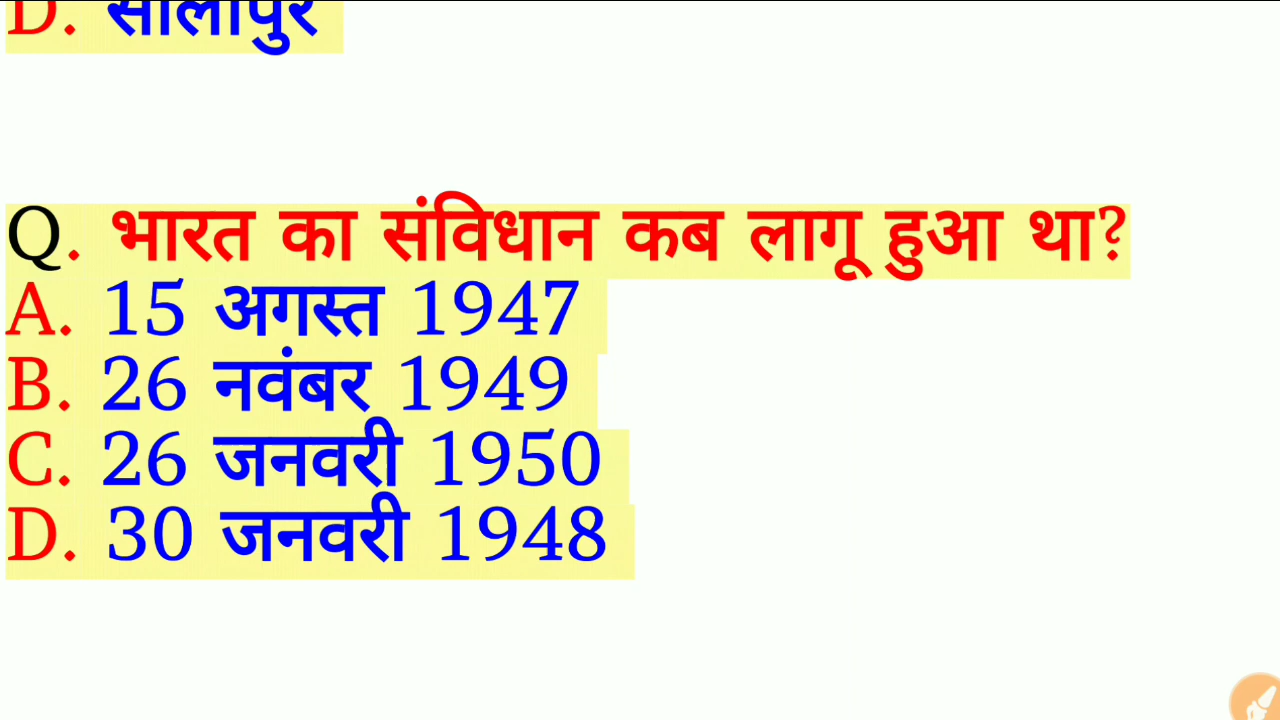 D. सोलापुर
Q. भारत का संविधान कब लागू हुआ था?
A. 15 अगस्त 1947
B. 26 नवंबर 1949
C. 26 जनवरी 1950
D. 30 जनवरी 1948